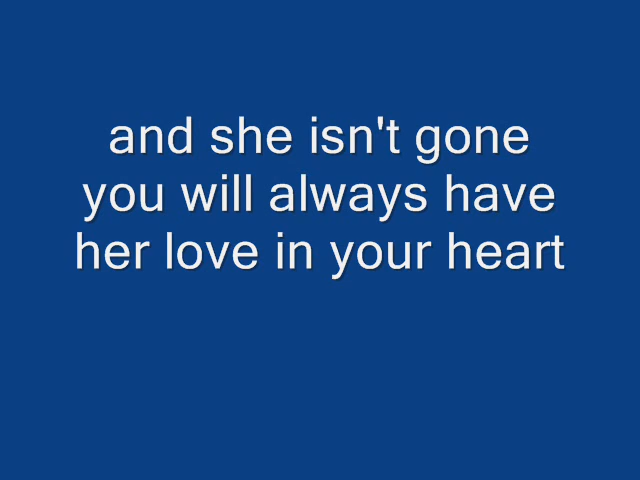 and she isn't gone
you will always have
her love in your heart